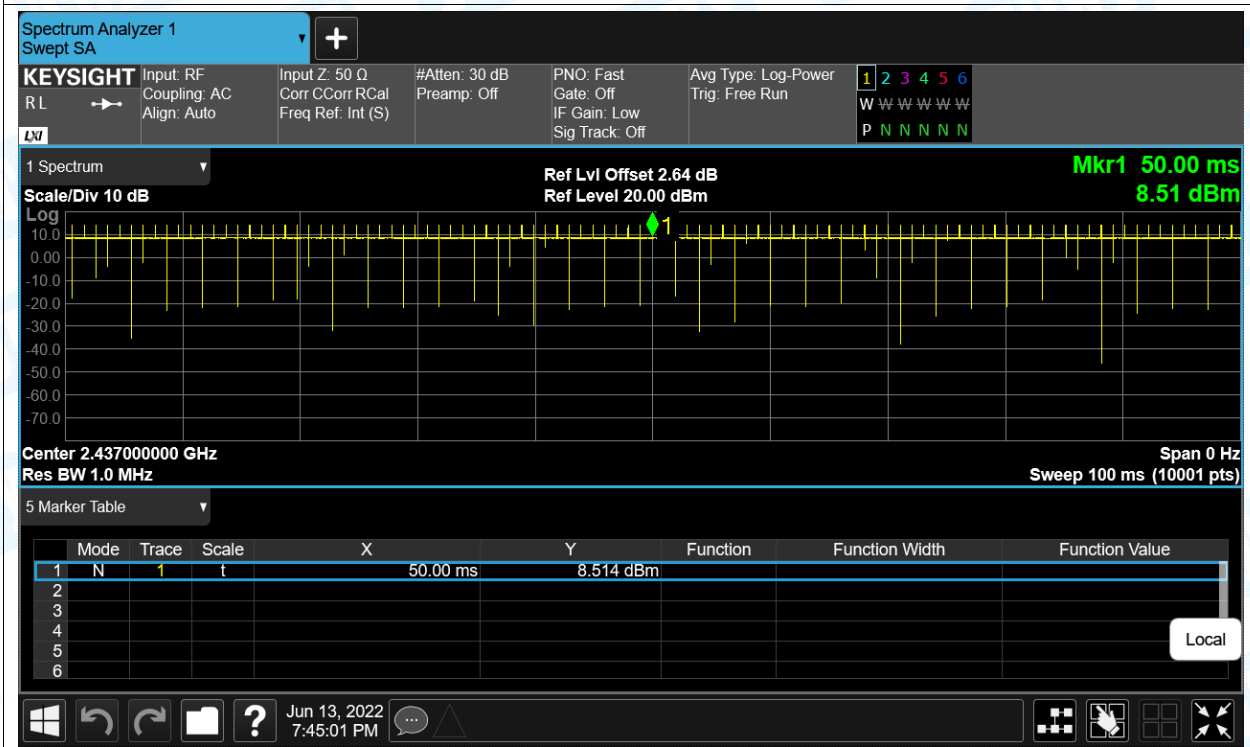 Spectrum Analyzer 1
Swept SA
KEYSIGHT Input: RF Input Z: 50 Ω #Atten: 30 dB PNO: Fast Avg Type: Log-Power 1 2 3 4 5 6
R L Coupling: AC Corr CCorr RCal Preamp: Off Gate: Off Trig: Free Run W W W W W W
Align: Auto Freq Ref: Int (S) IF Gain: Low
LXI Sig Track: Off P N N N N N
1 Spectrum Ref Lvl Offset 2.64 dB Mkr1 50.00 ms
Scale/Div 10 dB Ref Level 20.00 dBm 8.51 dBm
Log
1
10.0
0.00
-10.0
-20.0
-30.0
-40.0
-50.0
-60.0
-70.0
Center 2.437000000 GHz Span 0 Hz
Res BW 1.0 MHz Sweep 100 ms (10001 pts)
5 Marker Table
Mode Trace Scale X Y Function Function Width Function Value
1 N 1 t 50.00 ms 8.514 dBm
2
3
4
5
6
Local
? Jun 13, 2022
7:45:01 PM